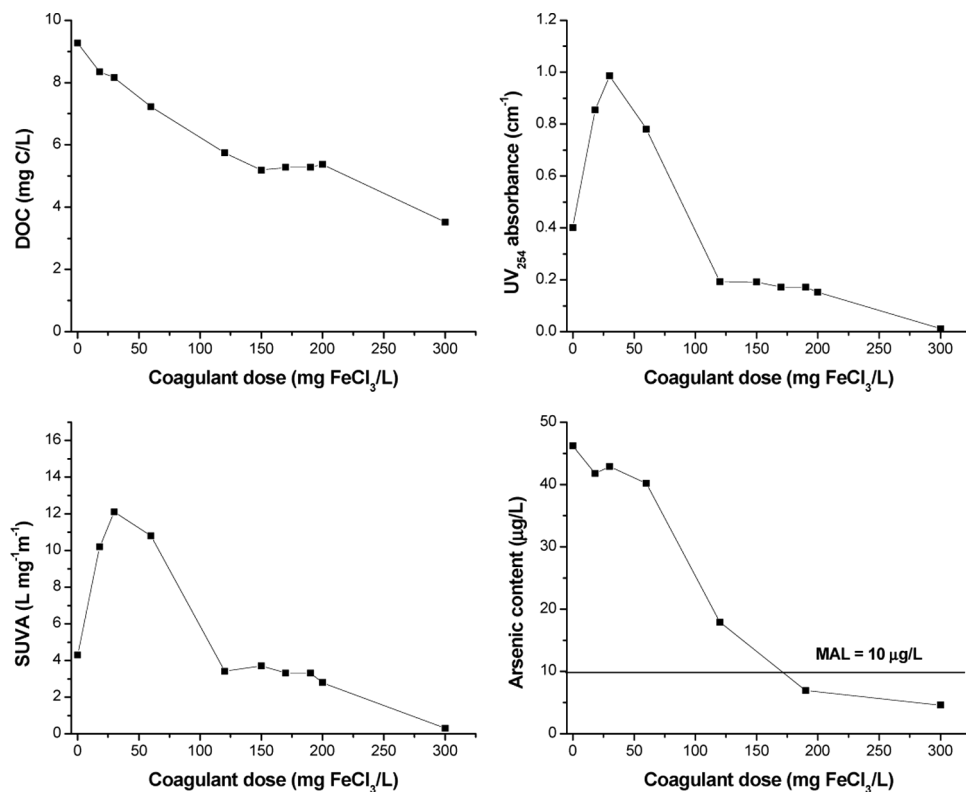 10
8
6
4
2
0
DOC (mg C/L)
0 50 100 150 200 250 300
Coagulant dose (mg FeCl₃/L)
1.2
1.0
0.8
0.6
0.4
0.2
0.0
UV₂₅₄ absorbance (cm⁻¹)
0 50 100 150 200 250 300
Coagulant dose (mg FeCl₃/L)
16
14
12
10
8
6
4
2
0
SUVA (L mg⁻¹m⁻¹)
0 50 100 150 200 250 300
Coagulant dose (mg FeCl₃/L)
50
40
30
20
10
0
Arsenic content (μg/L)
MAL = 10 μg/L
0 50 100 150 200 250 300
Coagulant dose (mg FeCl₃/L)